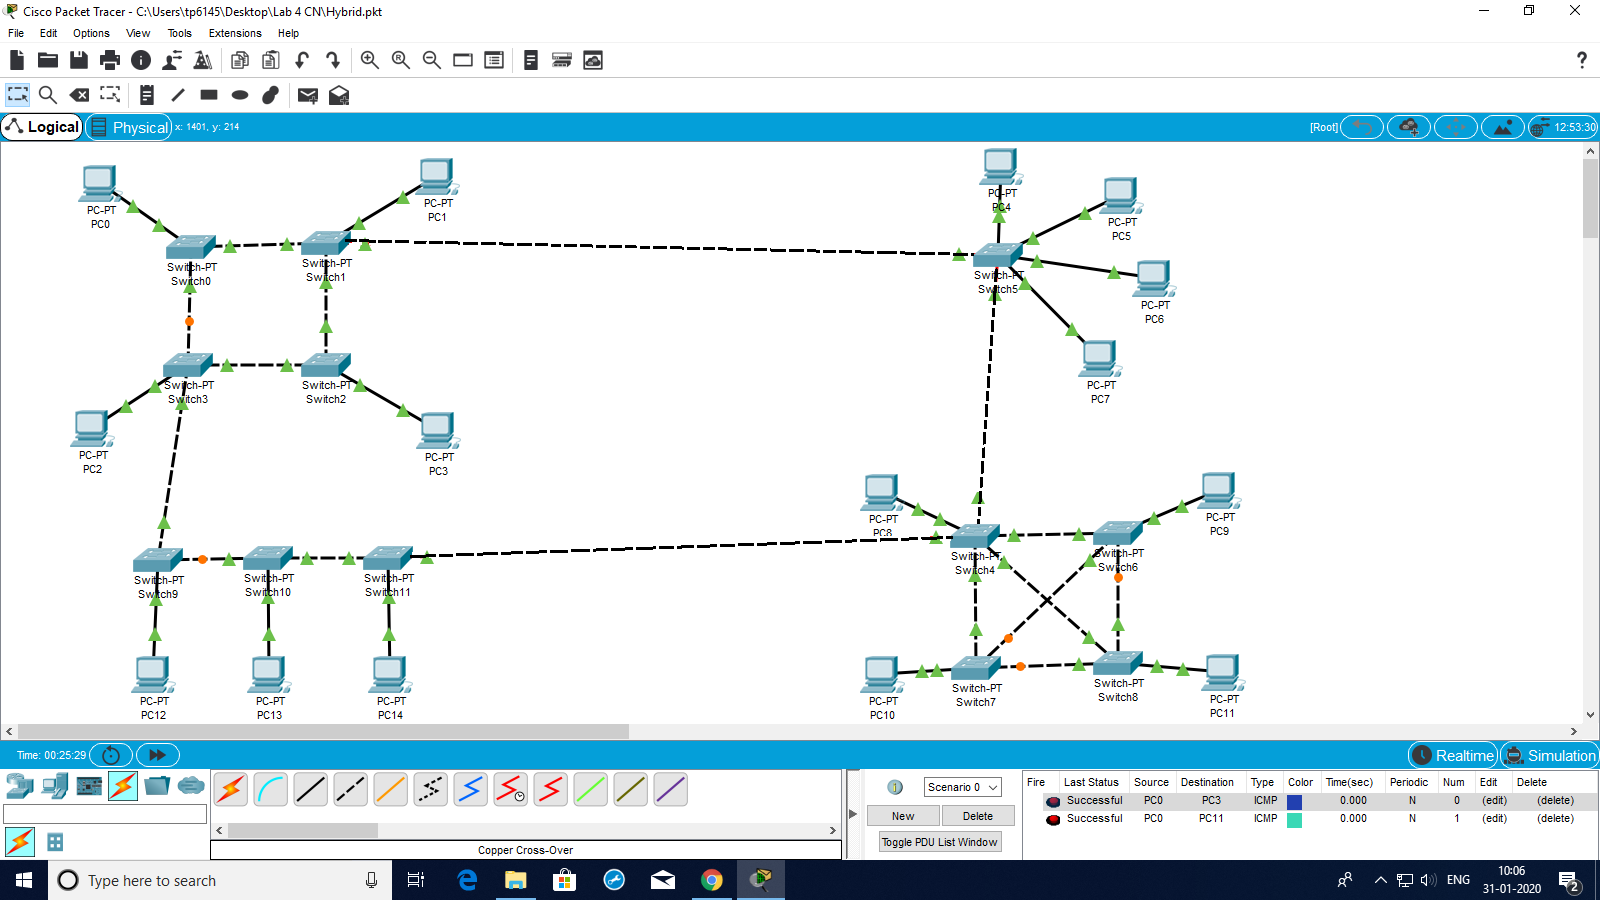 Cisco Packet Tracer - C:\Users\tp6145\Desktop\Lab 4 CN\Hybrid.pkt
File Edit Options View Tools Extensions Help
Logical Physical x: 1401, y: 214 [Root] 12:53:30
PC-PT
PC0
PC-PT
PC1
PC-PT
PC4
PC-PT
PC5
Switch-PT
Switch0
Switch-PT
Switch1
Switch-PT
Switch5
PC-PT
PC6
Switch-PT
Switch3
Switch-PT
Switch2
PC-PT
PC7
PC-PT
PC2
PC-PT
PC3
PC-PT
PC8
PC-PT
PC9
Switch-PT
Switch4
Switch-PT
Switch6
Switch-PT
Switch9
Switch-PT
Switch10
Switch-PT
Switch11
PC-PT
PC12
PC-PT
PC13
PC-PT
PC14
PC-PT
PC10
Switch-PT
Switch7
Switch-PT
Switch8
PC-PT
PC11
Time: 00:25:29 Realtime Simulation
Scenario 0
New Delete
Toggle PDU List Window
Fire Last Status Source Destination Type Color Time(sec) Periodic Num Edit Delete
Successful PC0 PC3 ICMP 0.000 N 0 (edit) (delete)
Successful PC0 PC11 ICMP 0.000 N 1 (edit) (delete)
Copper Cross-Over
Type here to search
ENG
10:06
31-01-2020
2